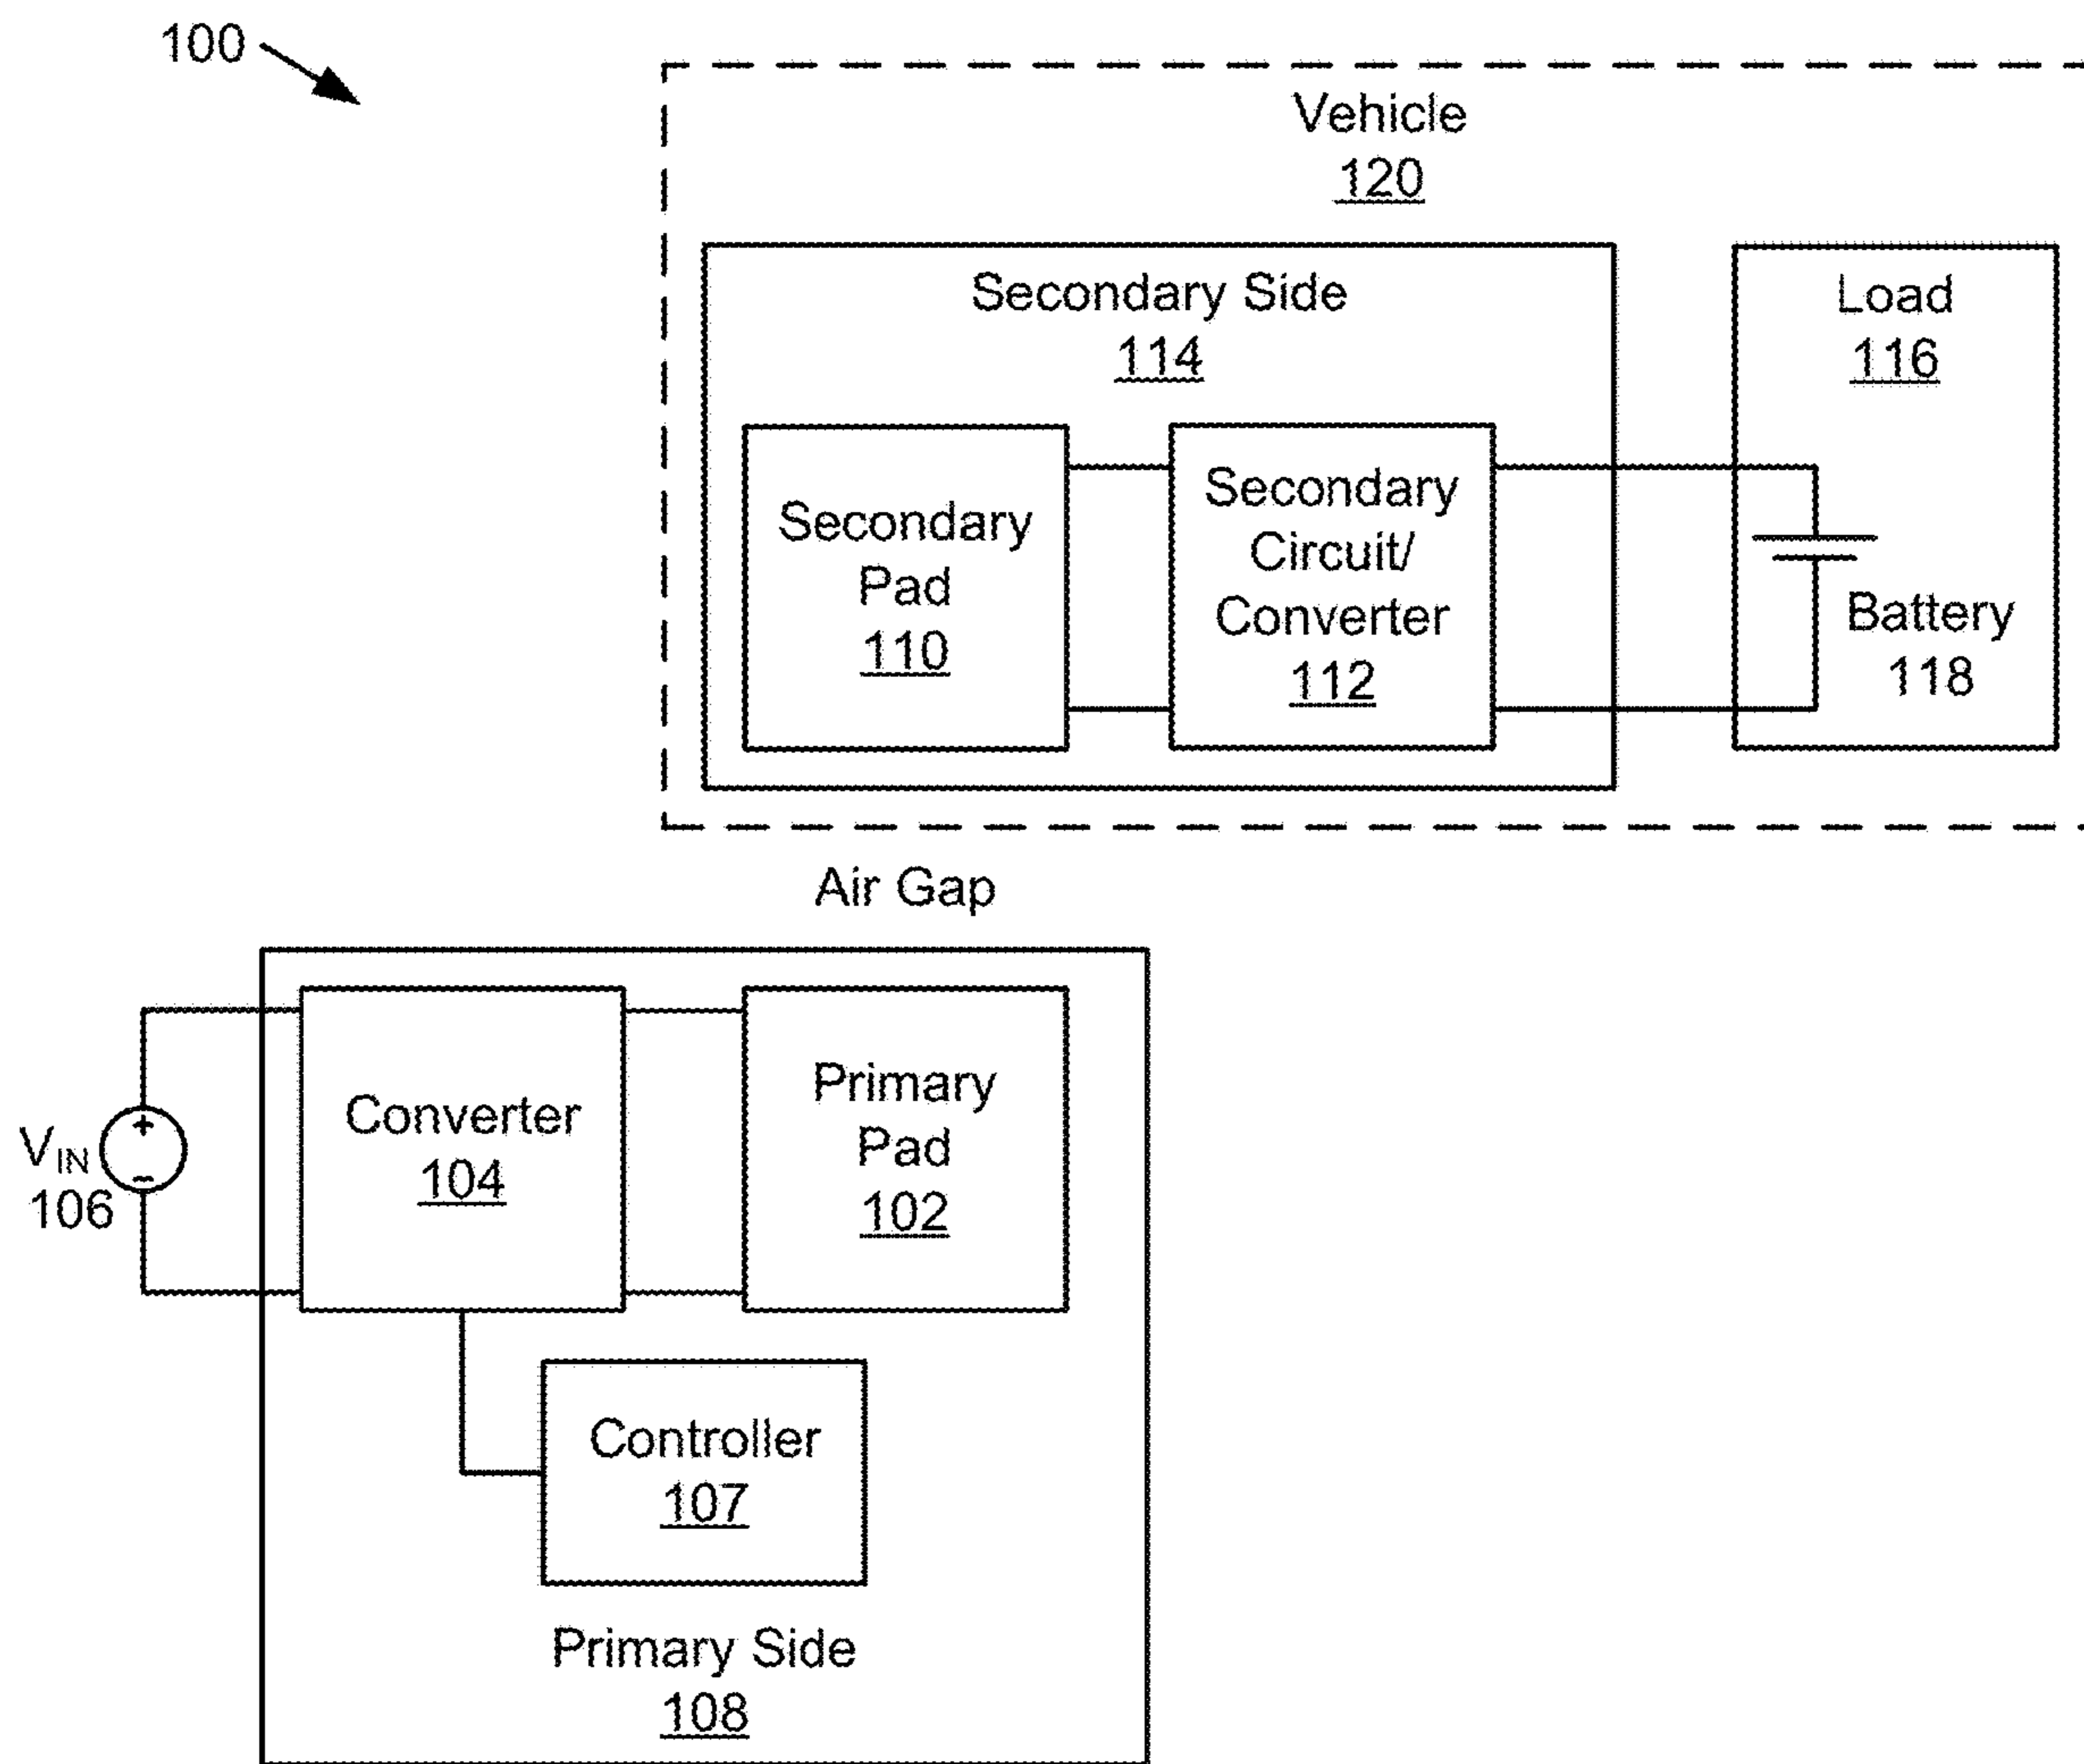 100
Vehicle
120
Secondary Side
114
Load
116
Secondary
Pad
110
Secondary
Circuit/
Converter
112
Battery
118
Air Gap
Converter
104
Primary
Pad
102
+
V_IN
-
106
Controller
107
Primary Side
108